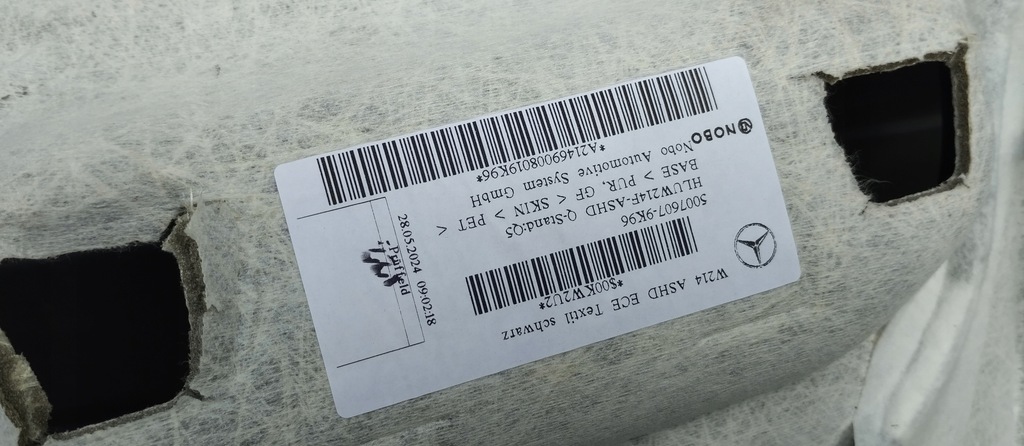 W214 ASHD ECE Textil schwarz
*S00KW2U2*
5007607-9K96
HLUW214F-ASHD Q-Stand:Q5
BASE > PUR, GF < SKIN > PET <
Nobo Automotive System GmbH
NOBO
*A21469008019K96*
28.05.2024 09:02:18
- Prüffeld -